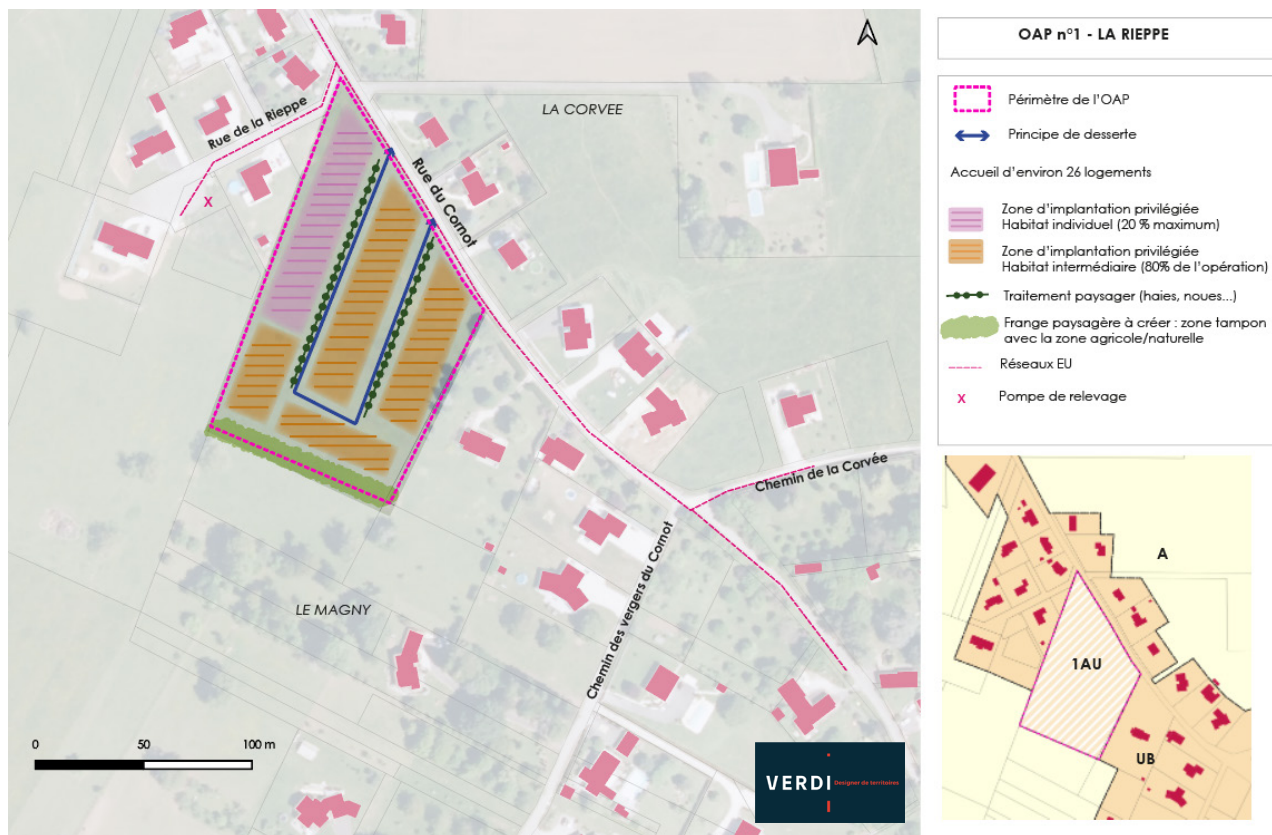 Rue de la Rieppe
LA CORVEE
Rue du Cornot
X
Chemin de la Corvée
LE MAGNY
Chemin des vergers du Cornot
0 50 100 m
VERDI
Designer de territoires
OAP n°1 - LA RIEPPE
Périmètre de l'OAP
Principe de desserte
Accueil d'environ 26 logements
Zone d'implantation privilégiée
Habitat individuel (20 % maximum)
Zone d'implantation privilégiée
Habitat intermédiaire (80% de l'opération)
Traitement paysager (haies, noues...)
Frange paysagère à créer : zone tampon
avec la zone agricole/naturelle
Réseaux EU
X Pompe de relevage
A
1AU
UB